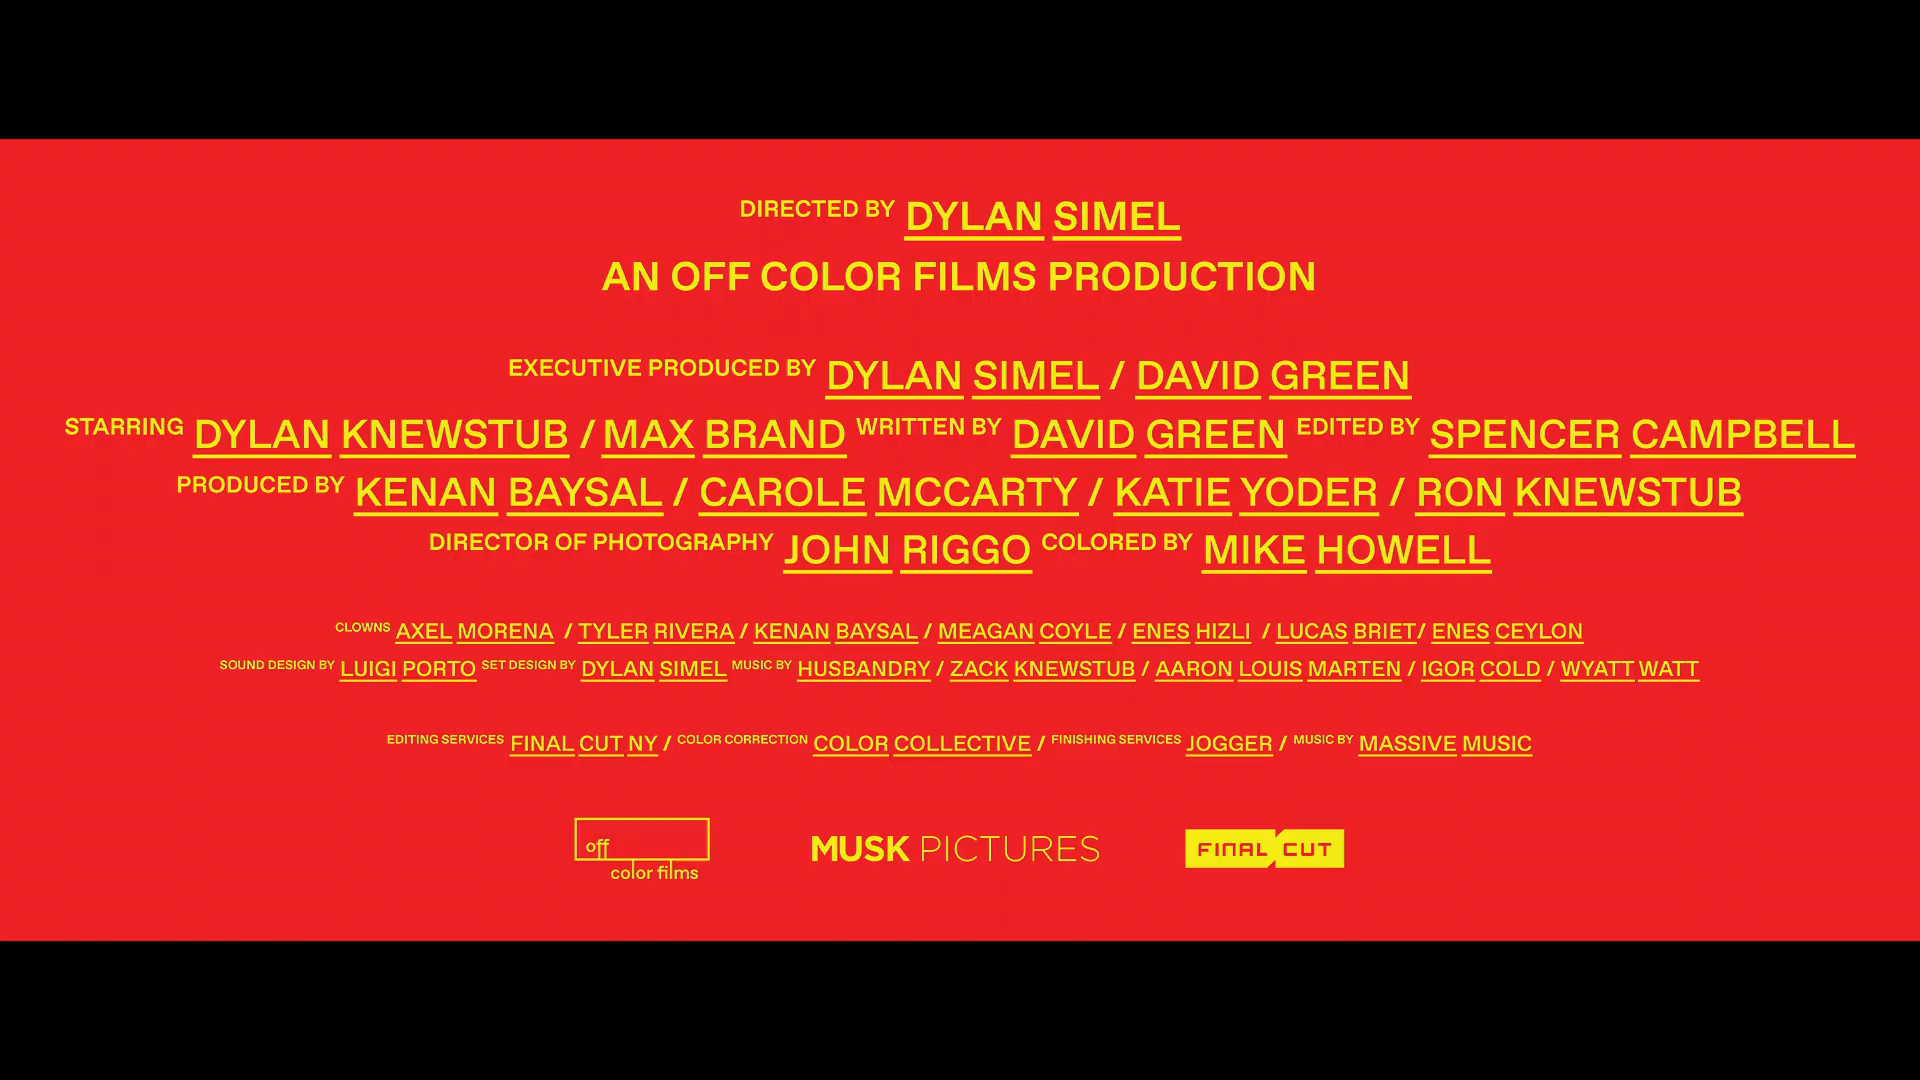 DIRECTED BY DYLAN SIMEL
AN OFF COLOR FILMS PRODUCTION
EXECUTIVE PRODUCED BY DYLAN SIMEL / DAVID GREEN
STARRING DYLAN KNEWSTUB / MAX BRAND WRITTEN BY DAVID GREEN EDITED BY SPENCER CAMPBELL
PRODUCED BY KENAN BAYSAL / CAROLE MCCARTY / KATIE YODER / RON KNEWSTUB
DIRECTOR OF PHOTOGRAPHY JOHN RIGGO COLORED BY MIKE HOWELL
CLOWNS AXEL MORENA / TYLER RIVERA / KENAN BAYSAL / MEAGAN COYLE / ENES HIZLI / LUCAS BRIET/ ENES CEYLON
SOUND DESIGN BY LUIGI PORTO SET DESIGN BY DYLAN SIMEL MUSIC BY HUSBANDRY / ZACK KNEWSTUB / AARON LOUIS MARTEN / IGOR COLD / WYATT WATT
EDITING SERVICES FINAL CUT NY / COLOR CORRECTION COLOR COLLECTIVE / FINISHING SERVICES JOGGER / MUSIC BY MASSIVE MUSIC
off
color films
MUSK PICTURES
FINAL CUT